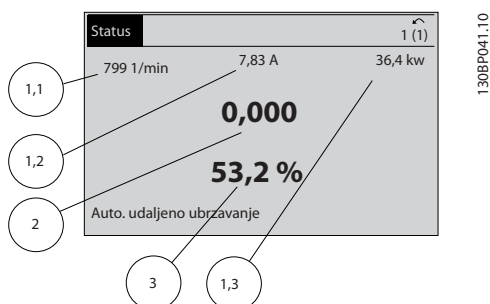 Status
1 (1)
799 1/min 7,83 A 36,4 kw
0,000
53,2 %
Auto. udaljeno ubrzavanje
1,1
1,2
2
3
1,3
130BP041.10